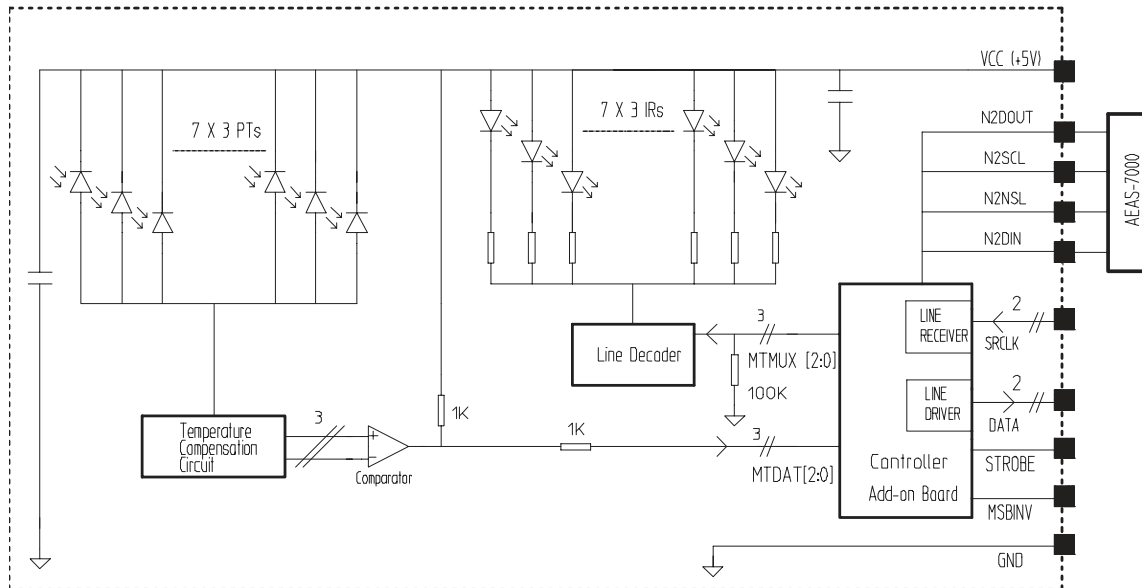 VCC (+5V)
7 X 3 PTs
7 X 3 IRs
N2DOUT
N2SCL
N2NSL
N2DIN
AEAS-7000
Line Decoder
3
MTMUX [2:0]
100K
LINE
RECEIVER
2
SRCLK
LINE
DRIVER
2
DATA
Temperature
Compensation
Circuit
3
+
−
Comparator
1K
1K
3
MTDAT[2:0]
Controller
Add-on Board
STROBE
MSBINV
GND